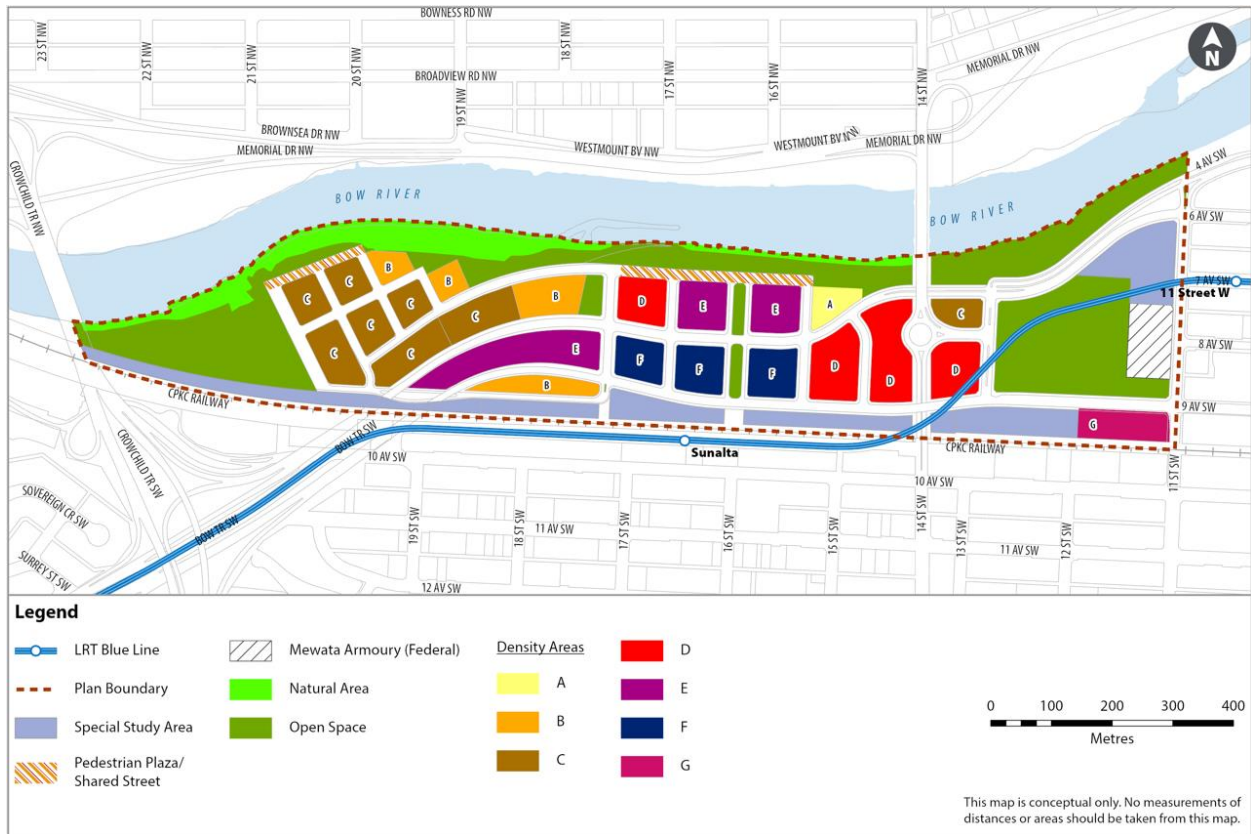 BOWNESS RD NW
23 ST NW
22 ST NW
21 ST NW
20 ST NW
19 ST NW
18 ST NW
17 ST NW
16 ST NW
14 ST NW
MEMORIAL DR NW
N
BROADVIEW RD NW
BROWNSEA DR NW
MEMORIAL DR NW
WESTMOUNT BV NW
WESTMOUNT BV NW
MEMORIAL DR NW
CROWCHILD TR NW
BOW RIVER
BOW RIVER
4 AV SW
6 AV SW
7 AV SW
11 Street W
8 AV SW
9 AV SW
B
B
C
C
C
C
C
C
C
C
B
D
E
E
A
C
E
F
F
F
D
D
D
B
G
CPKC RAILWAY
CPKC RAILWAY
CROWCHILD TR SW
BOW TR SW
Sunalta
10 AV SW
10 AV SW
SOVEREIGN CR SW
SURREY ST SW
BOW TR SW
19 ST SW
18 ST SW
11 AV SW
17 ST SW
16 ST SW
15 ST SW
14 ST SW
13 ST SW
11 AV SW
12 ST SW
11 ST SW
12 AV SW
Legend
LRT Blue Line
Plan Boundary
Special Study Area
Pedestrian Plaza/
Shared Street
Mewata Armoury (Federal)
Natural Area
Open Space
Density Areas
A
B
C
D
E
F
G
0 100 200 300 400
Metres
This map is conceptual only. No measurements of
distances or areas should be taken from this map.